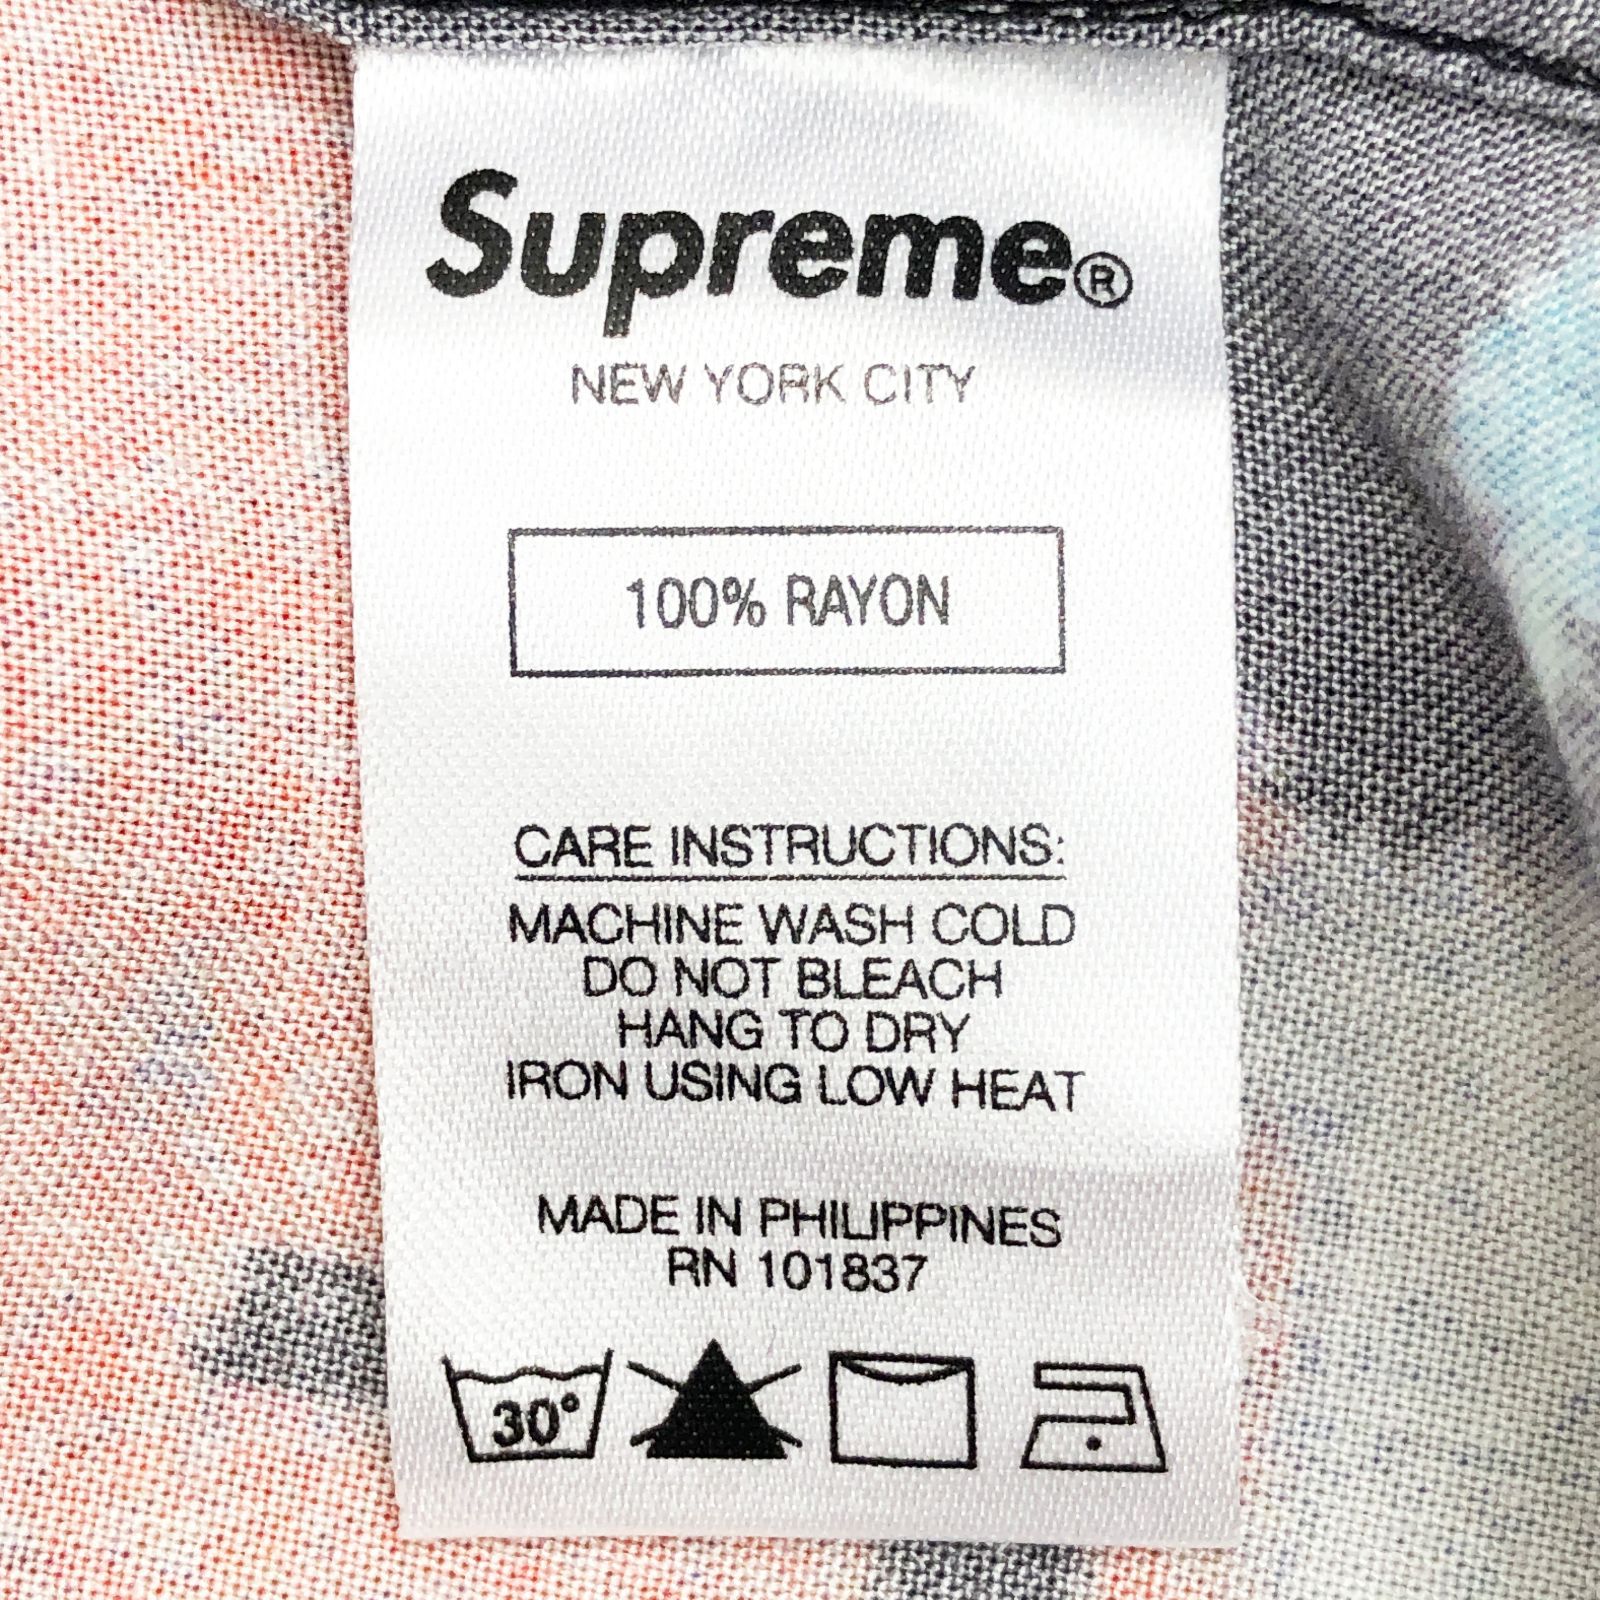 Supreme®
NEW YORK CITY
100% RAYON
CARE INSTRUCTIONS:
MACHINE WASH COLD
DO NOT BLEACH
HANG TO DRY
IRON USING LOW HEAT
MADE IN PHILIPPINES
RN 101837
30°